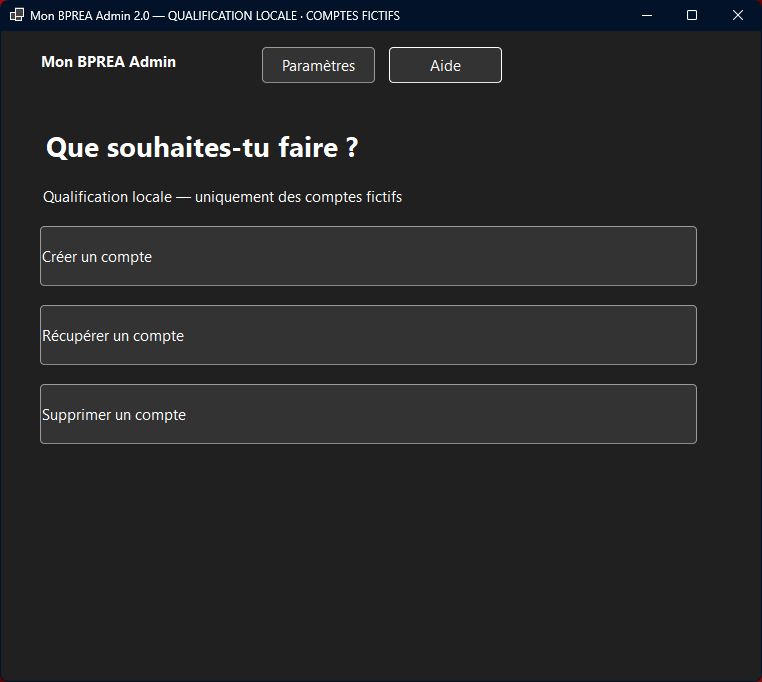 Mon BPREA Admin 2.0 — QUALIFICATION LOCALE · COMPTES FICTIFS
Mon BPREA Admin
Paramètres
Aide
Que souhaites-tu faire ?
Qualification locale — uniquement des comptes fictifs
Créer un compte
Récupérer un compte
Supprimer un compte